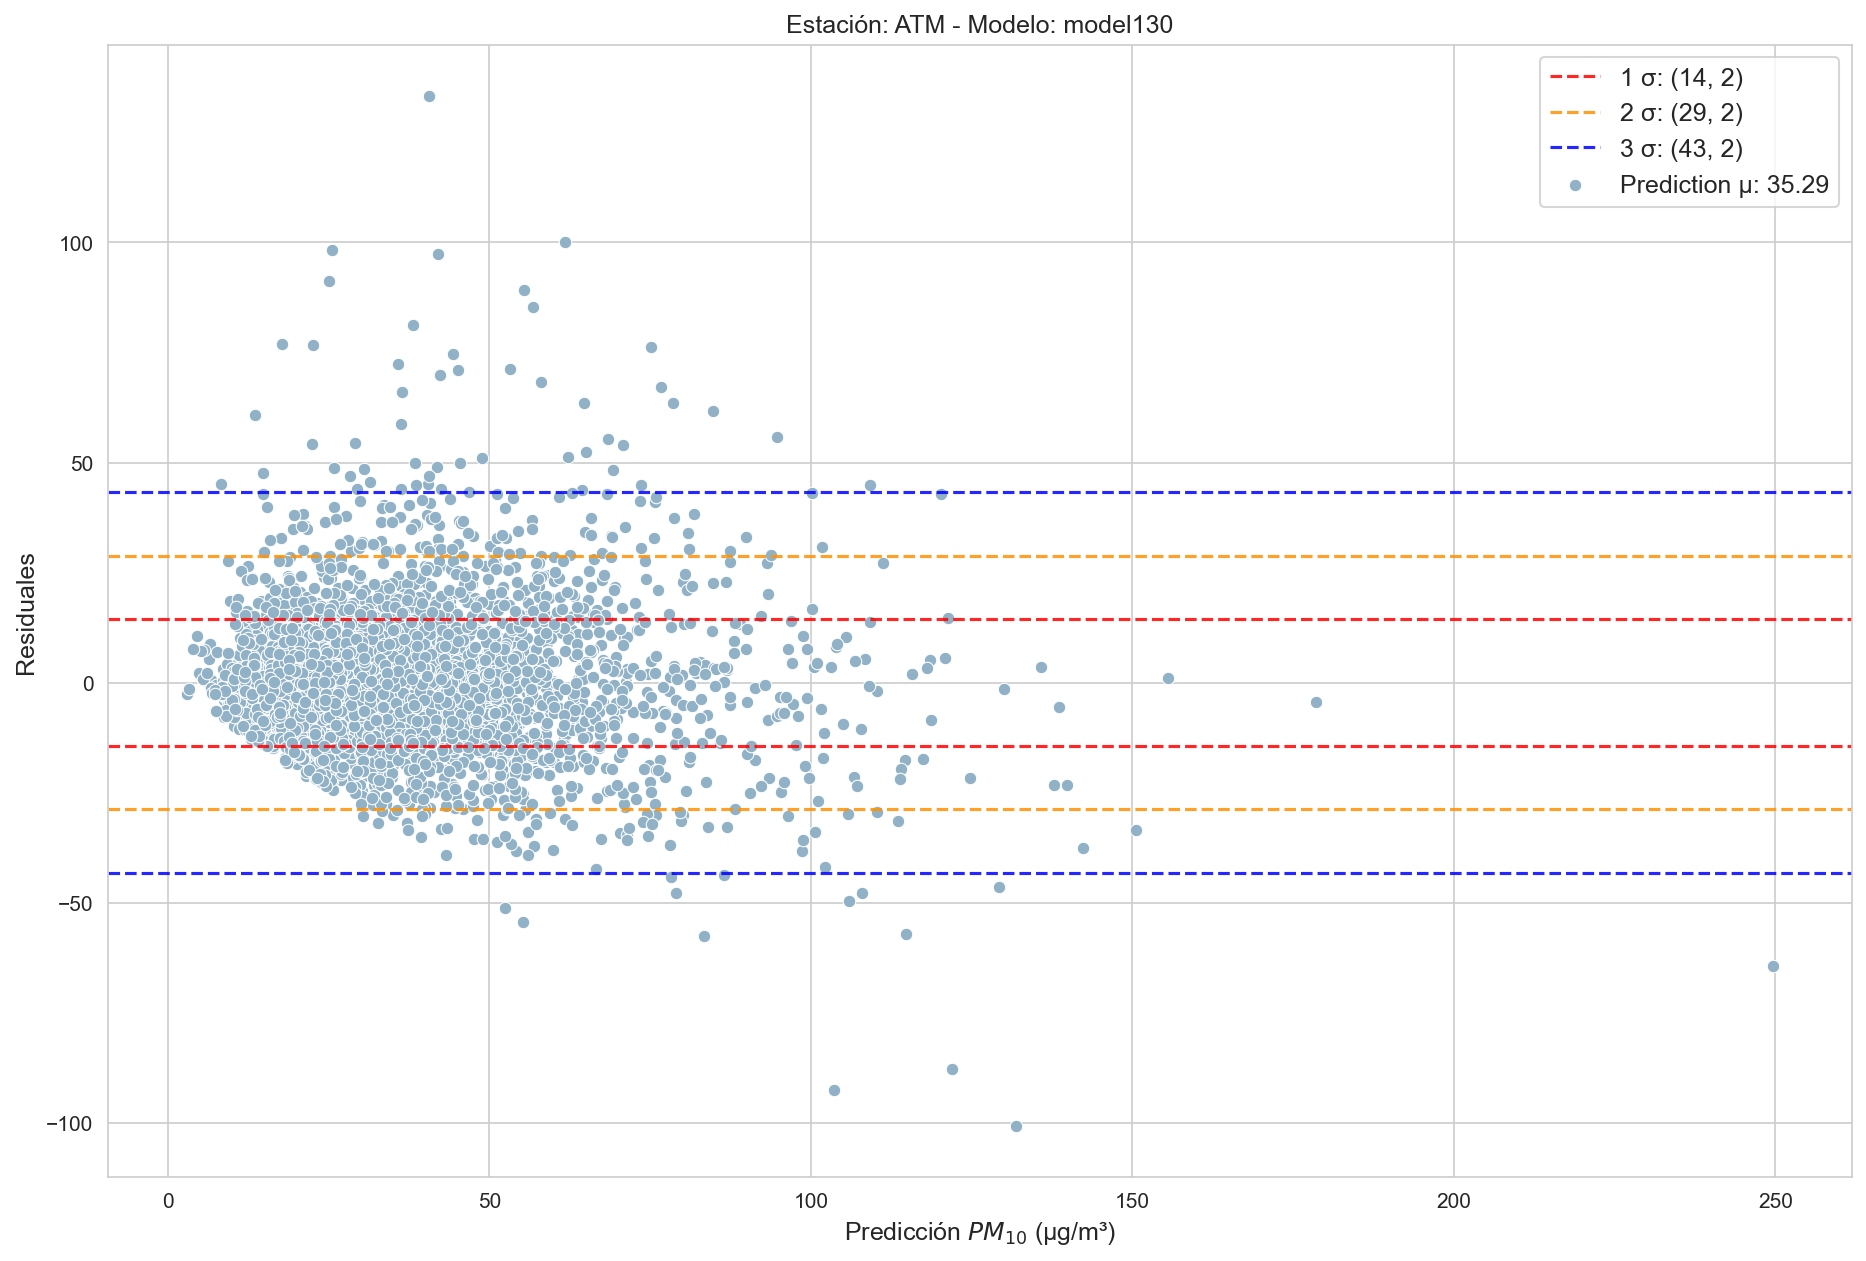 Estación: ATM - Modelo: model130
1 σ: (14, 2)
2 σ: (29, 2)
3 σ: (43, 2)
Prediction μ: 35.29
Residuales
100
50
0
−50
−100
0 50 100 150 200 250
Predicción PM₁₀ (μg/m³)